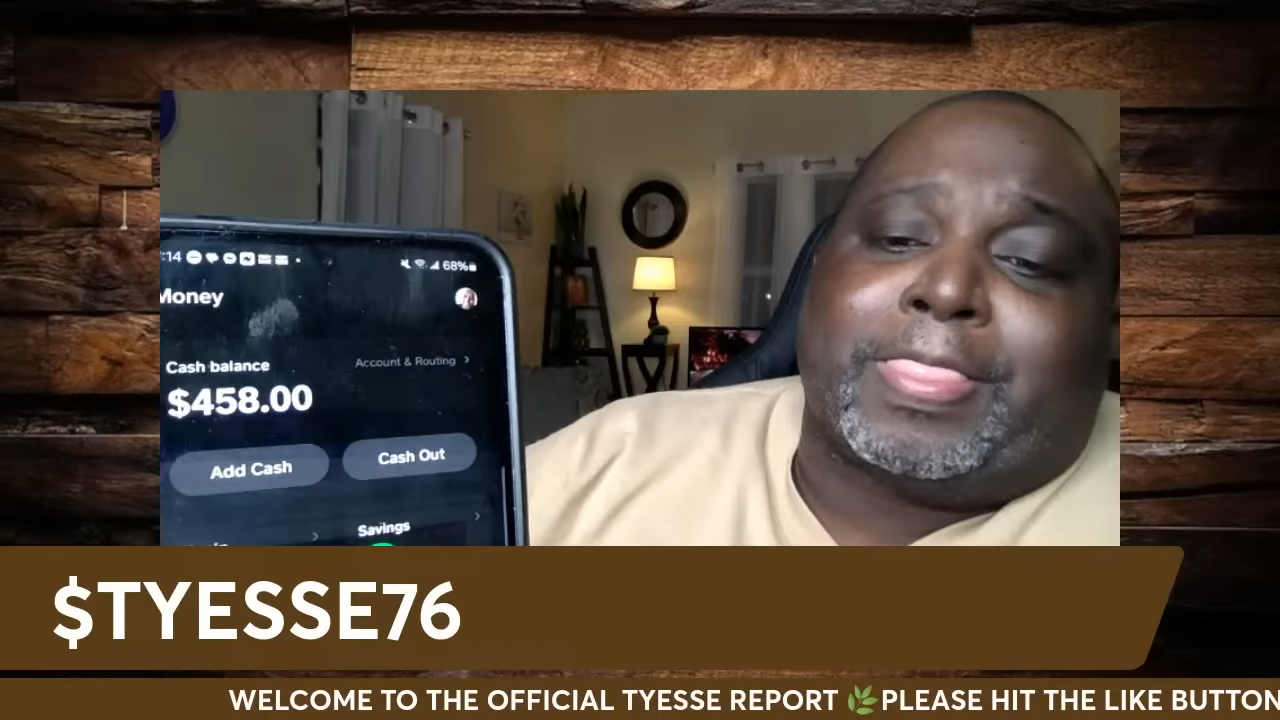 :14
68%
Money
Account & Routing >
Cash balance
$458.00
Add Cash
Cash Out
Savings
$TYESSE76
WELCOME TO THE OFFICIAL TYESSE REPORT 🌿PLEASE HIT THE LIKE BUTTON